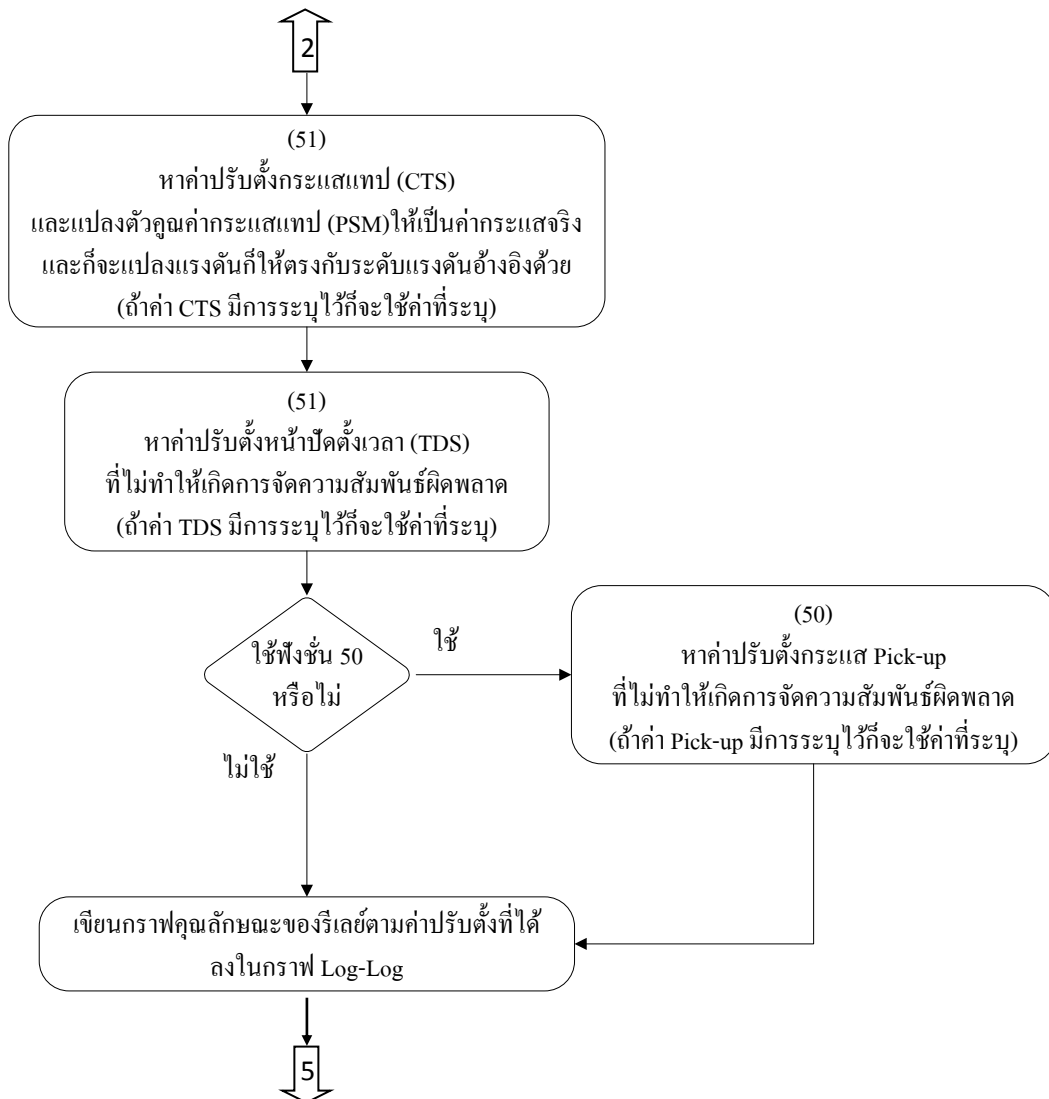 2
(51)
หาค่าปรับตั้งกระแสแทป (CTS)
และแปลงตัวคูณค่ากระแสแทป (PSM)ให้เป็นค่ากระแสจริง
และก็จะแปลงแรงดันก็ให้ตรงกับระดับแรงดันอ้างอิงด้วย
(ถ้าค่า CTS มีการระบุไว้ก็จะใช้ค่าที่ระบุ)
(51)
หาค่าปรับตั้งหน้าปัดตั้งเวลา (TDS)
ที่ไม่ทำให้เกิดการจัดความสัมพันธ์ผิดพลาด
(ถ้าค่า TDS มีการระบุไว้ก็จะใช้ค่าที่ระบุ)
ใช้ฟังชั่น 50
หรือไม่
ใช้
(50)
หาค่าปรับตั้งกระแส Pick-up
ที่ไม่ทำให้เกิดการจัดความสัมพันธ์ผิดพลาด
(ถ้าค่า Pick-up มีการระบุไว้ก็จะใช้ค่าที่ระบุ)
ไม่ใช้
เขียนกราฟคุณลักษณะของรีเลย์ตามค่าปรับตั้งที่ได้
ลงในกราฟ Log-Log
5